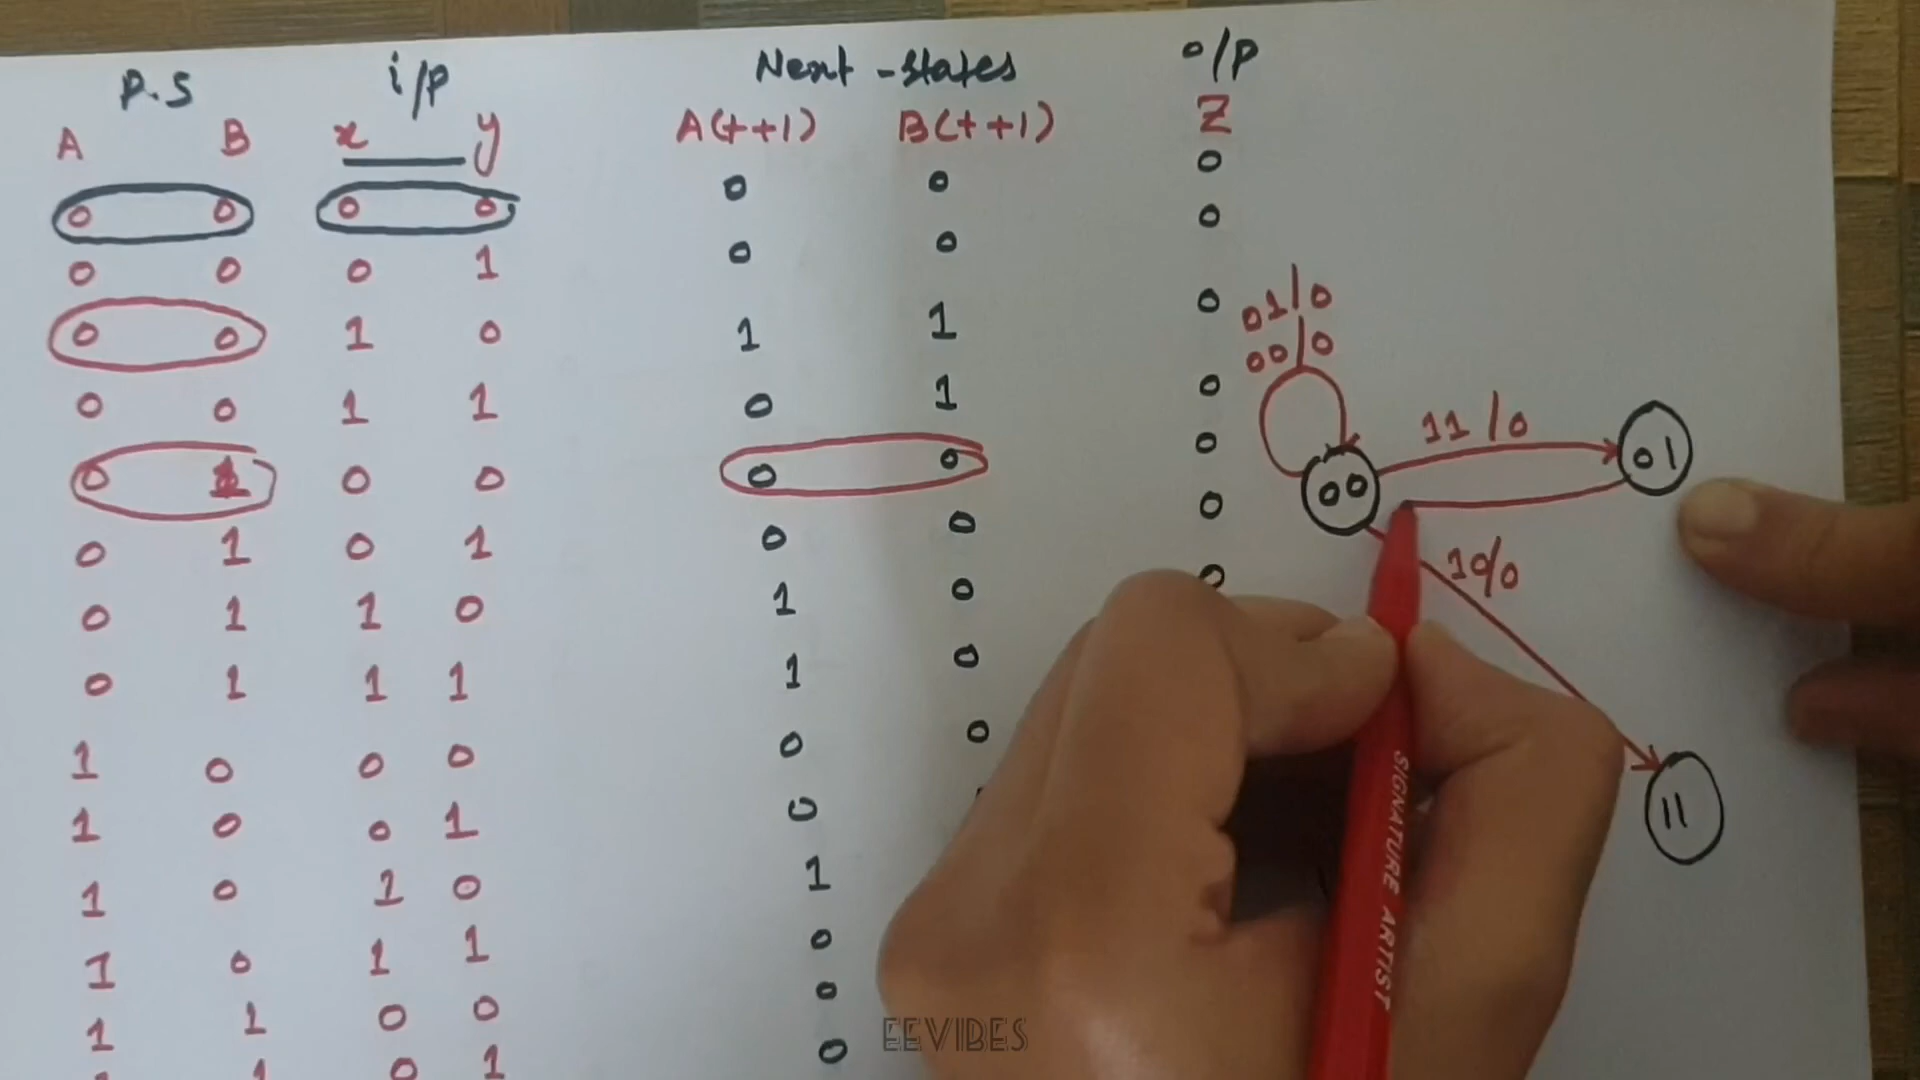 P.S i/p Next-states o/p
A B x y A(t+1) B(t+1) Z
0 0 0 0 0 0 0
0 0 0 1 0 0 0
0 0 1 0 1 1 0
0 0 1 1 0 1 0
0 1 0 0 0 0 0
0 1 0 1 0 0 0
0 1 1 0 1 0 0
0 1 1 1 1 0
1 0 0 0 0 0
1 0 0 1 0
1 0 1 0 1
1 0 1 1 0
1 1 0 0 0
1 0 1 0
01/0
00/0
11/0
00
01
10/0
11
SIGNATURE ARTIST
EEVIBES